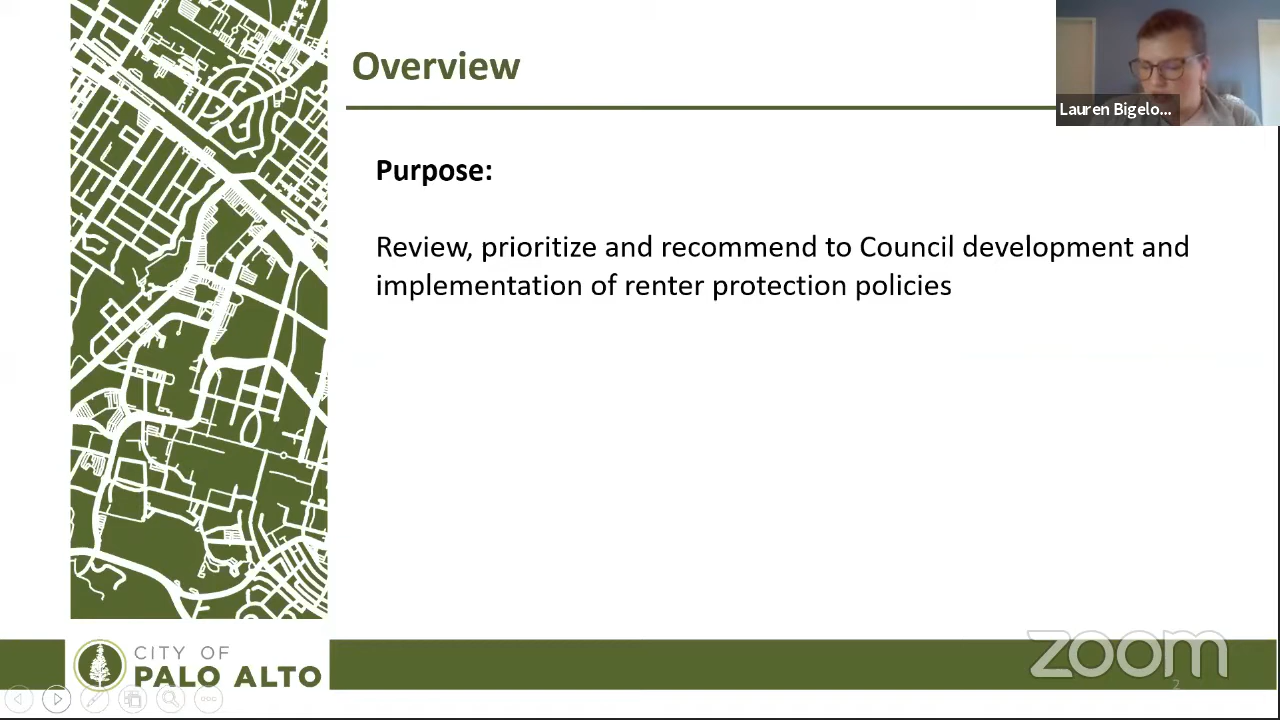 Overview
Lauren Bigelo...
Purpose:
Review, prioritize and recommend to Council development and
implementation of renter protection policies
CITY OF
PALO ALTO
zoom
2